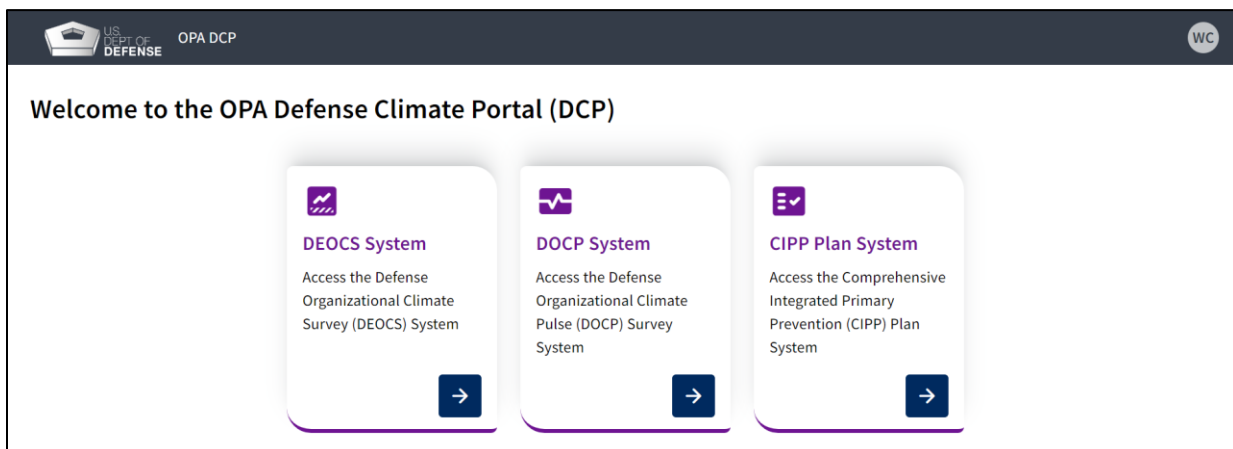 U.S.
DEPT OF
DEFENSE
OPA DCP
WC
Welcome to the OPA Defense Climate Portal (DCP)
DEOCS System
Access the Defense
Organizational Climate
Survey (DEOCS) System
DOCP System
Access the Defense
Organizational Climate
Pulse (DOCP) Survey
System
CIPP Plan System
Access the Comprehensive
Integrated Primary
Prevention (CIPP) Plan
System